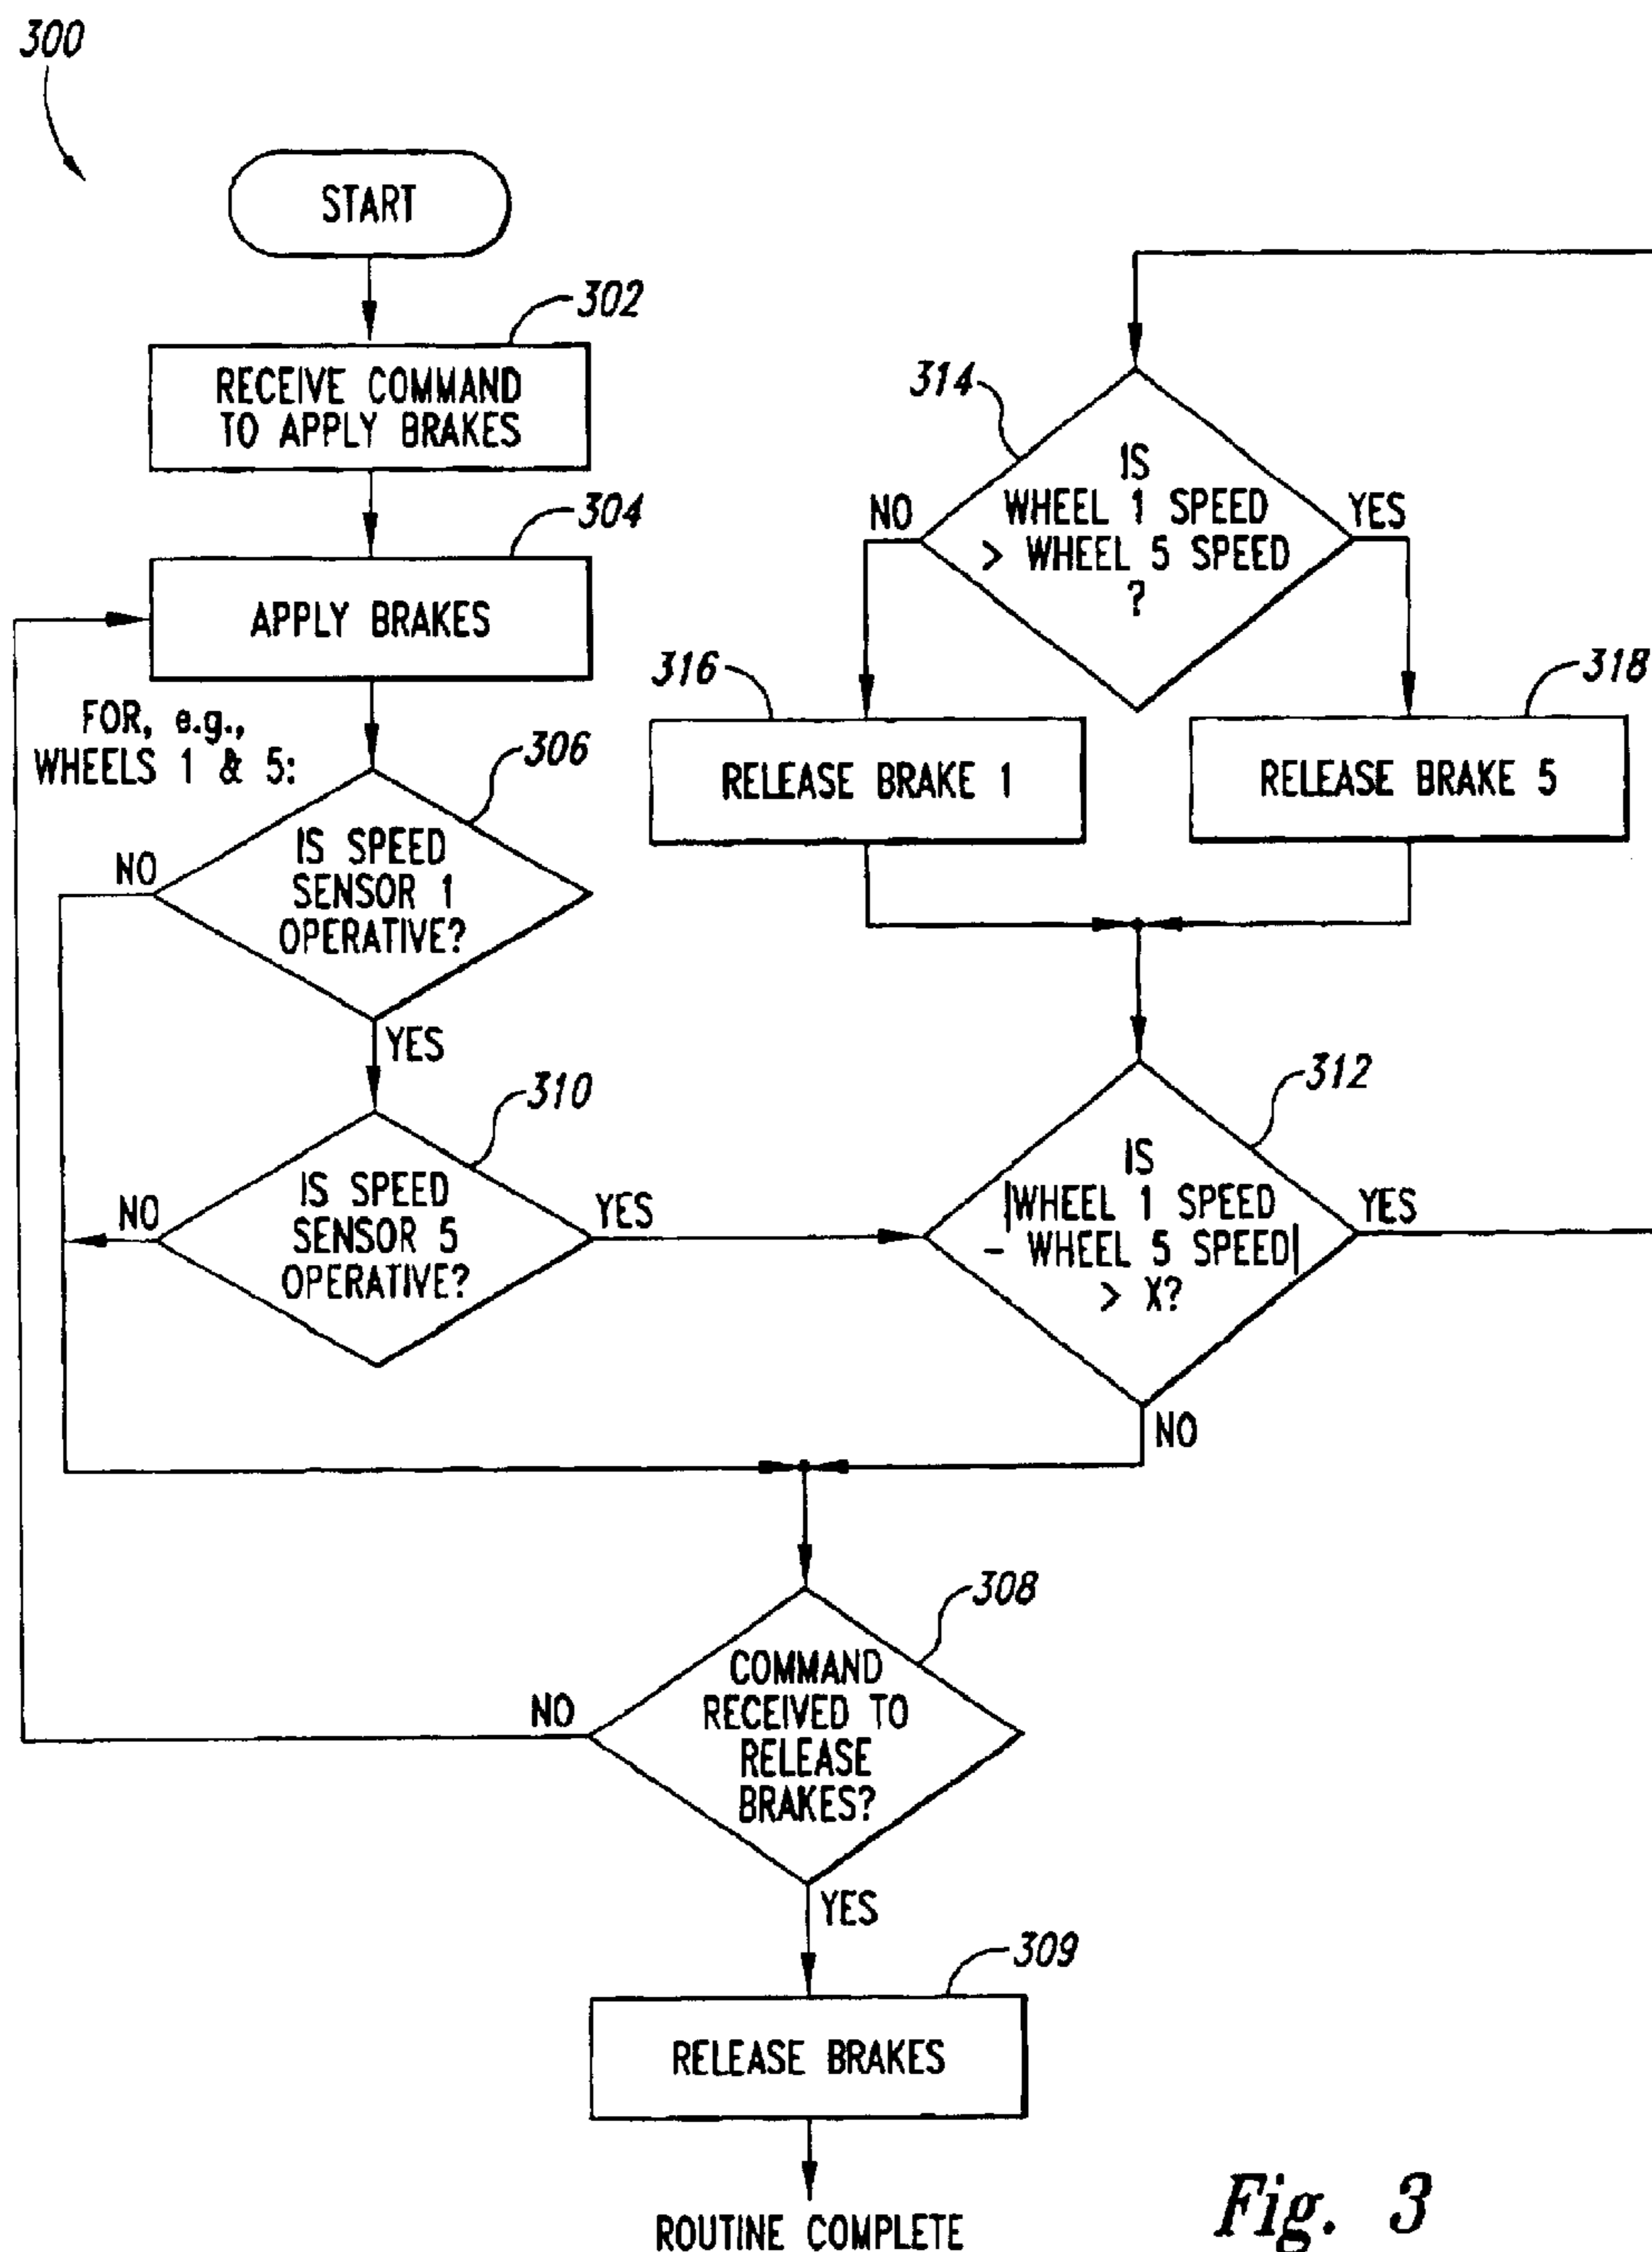 300
START
302
RECEIVE COMMAND
TO APPLY BRAKES
304
APPLY BRAKES
FOR, e.g.,
WHEELS 1 & 5:
306
IS SPEED
SENSOR 1
OPERATIVE?
NO
YES
310
IS SPEED
SENSOR 5
OPERATIVE?
NO
YES
314
IS
WHEEL 1 SPEED
> WHEEL 5 SPEED
?
NO
YES
316
RELEASE BRAKE 1
318
RELEASE BRAKE 5
312
IS
|WHEEL 1 SPEED
- WHEEL 5 SPEED|
> X?
YES
NO
308
COMMAND
RECEIVED TO
RELEASE
BRAKES?
NO
YES
309
RELEASE BRAKES
ROUTINE COMPLETE
Fig. 3